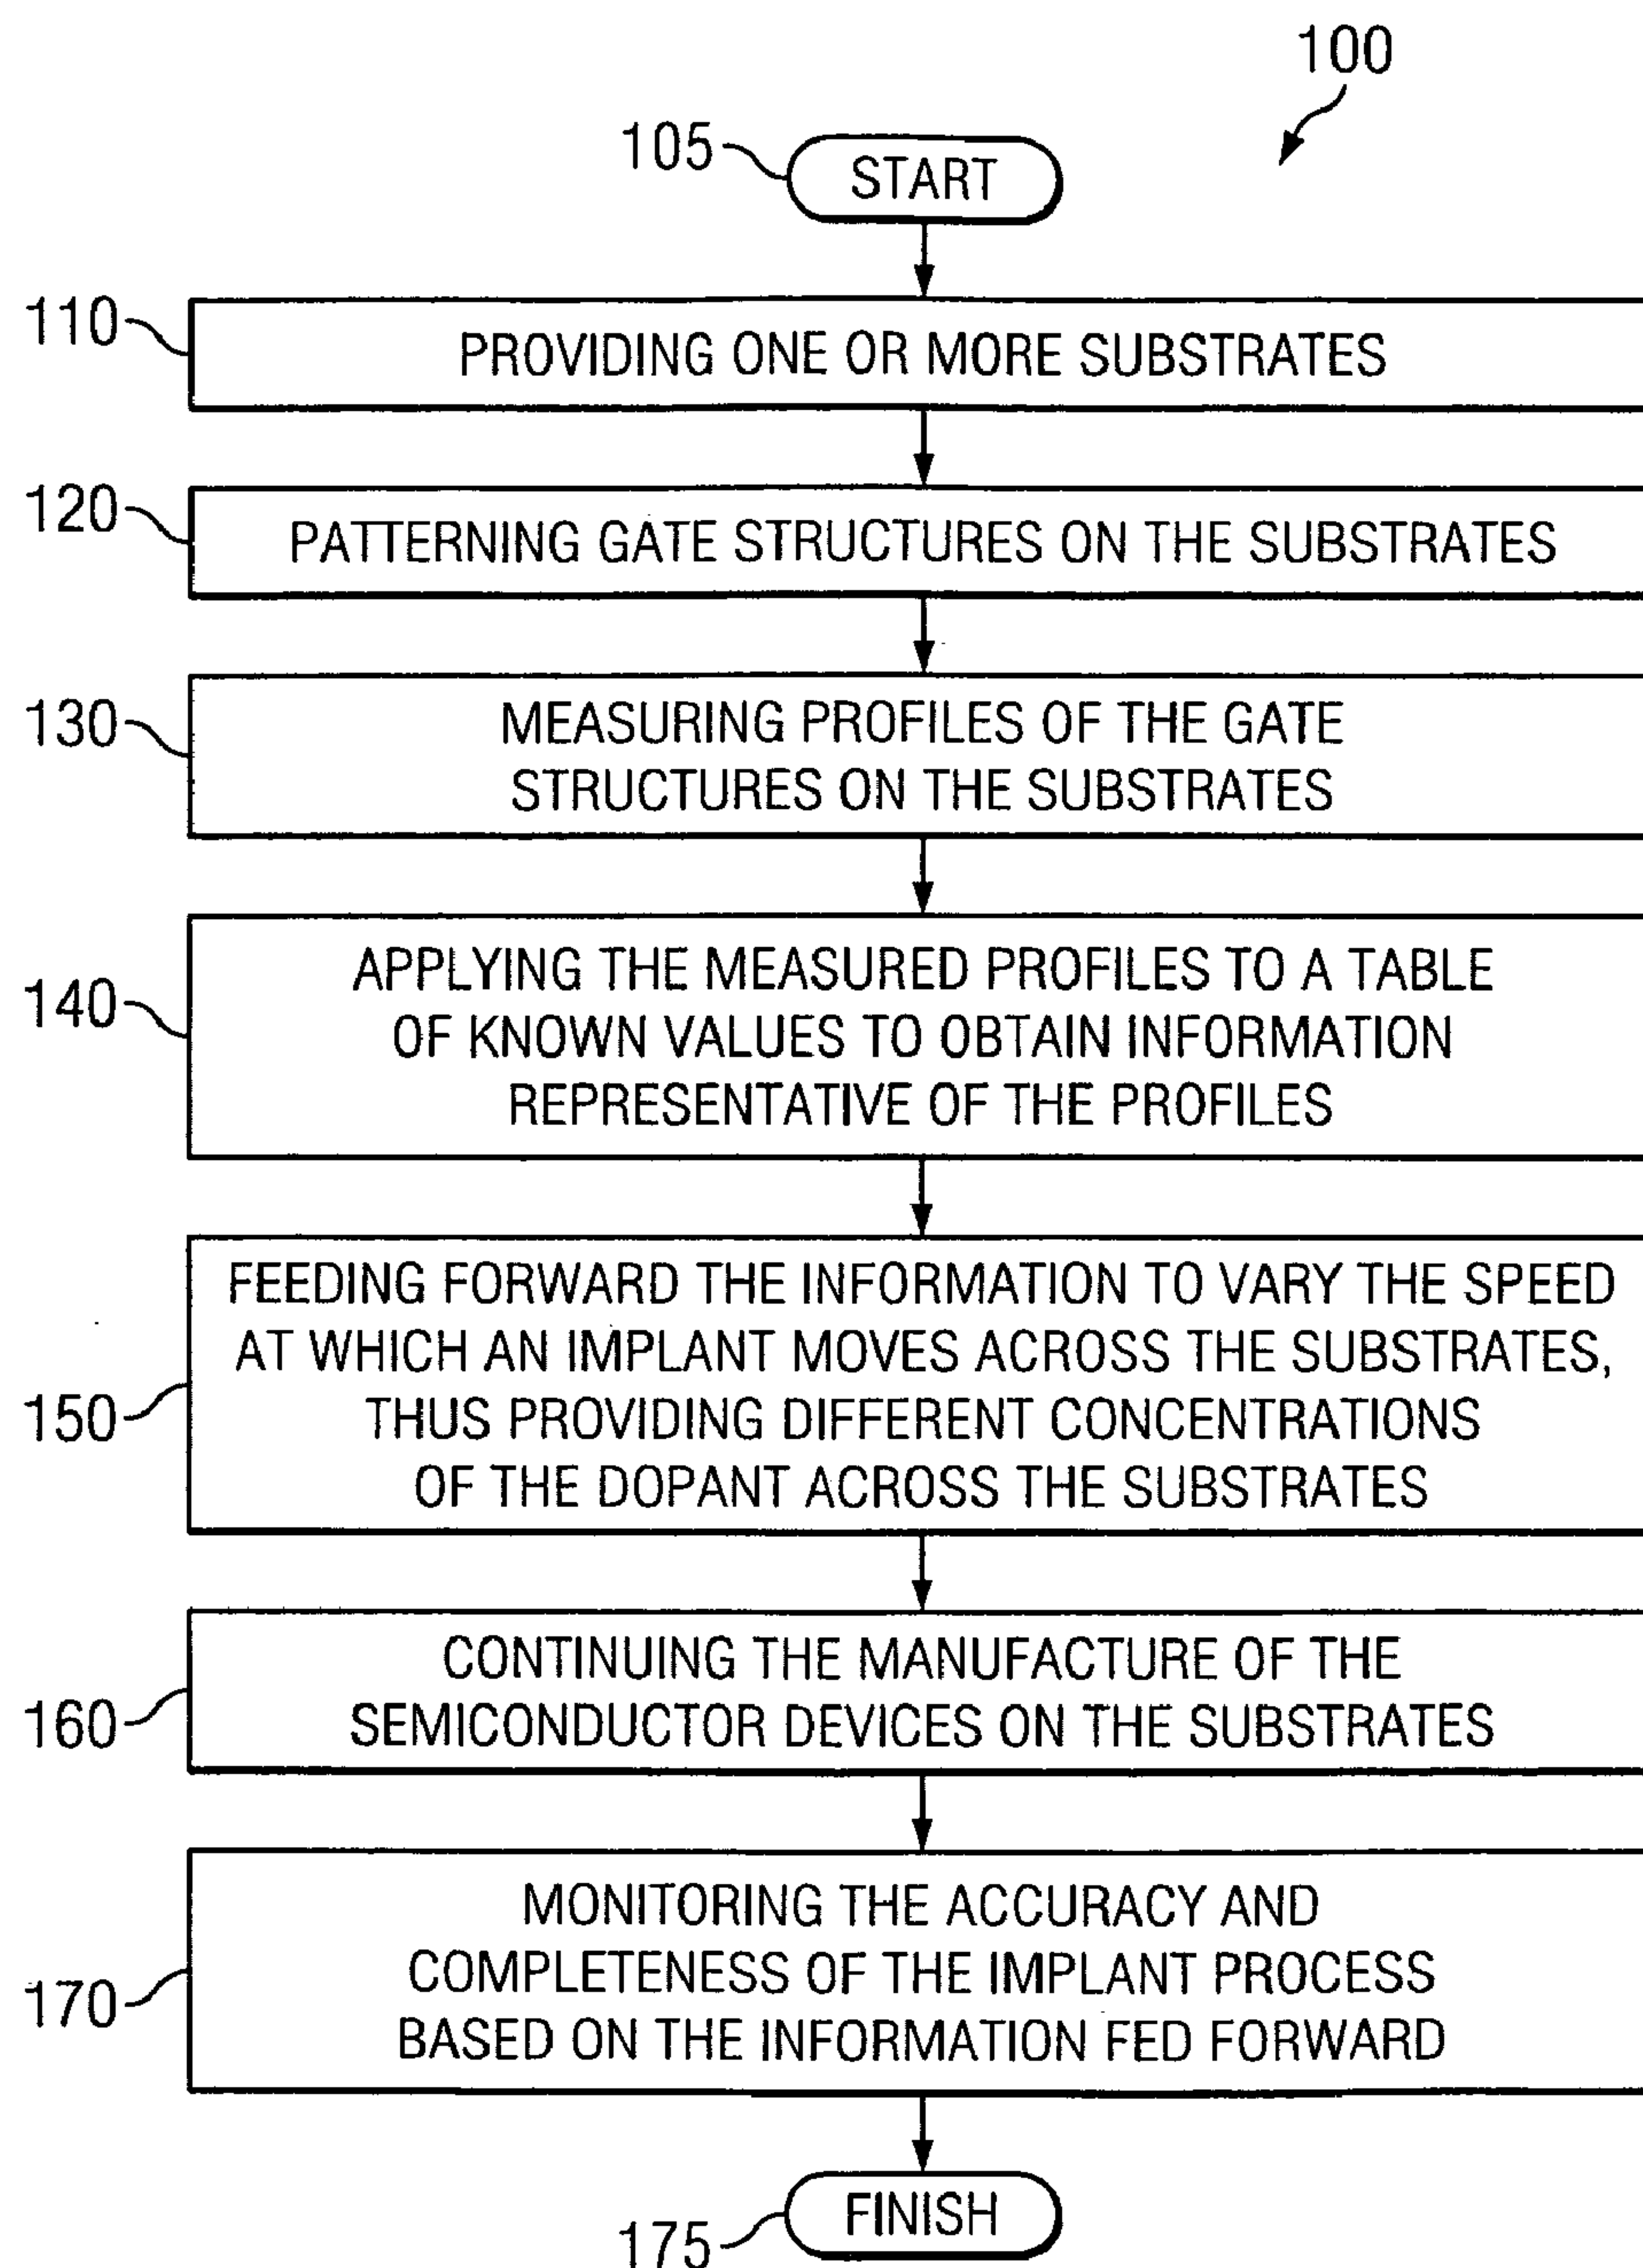 100
105
START
110
PROVIDING ONE OR MORE SUBSTRATES
120
PATTERNING GATE STRUCTURES ON THE SUBSTRATES
130
MEASURING PROFILES OF THE GATE
STRUCTURES ON THE SUBSTRATES
140
APPLYING THE MEASURED PROFILES TO A TABLE
OF KNOWN VALUES TO OBTAIN INFORMATION
REPRESENTATIVE OF THE PROFILES
150
FEEDING FORWARD THE INFORMATION TO VARY THE SPEED
AT WHICH AN IMPLANT MOVES ACROSS THE SUBSTRATES,
THUS PROVIDING DIFFERENT CONCENTRATIONS
OF THE DOPANT ACROSS THE SUBSTRATES
160
CONTINUING THE MANUFACTURE OF THE
SEMICONDUCTOR DEVICES ON THE SUBSTRATES
170
MONITORING THE ACCURACY AND
COMPLETENESS OF THE IMPLANT PROCESS
BASED ON THE INFORMATION FED FORWARD
175
FINISH